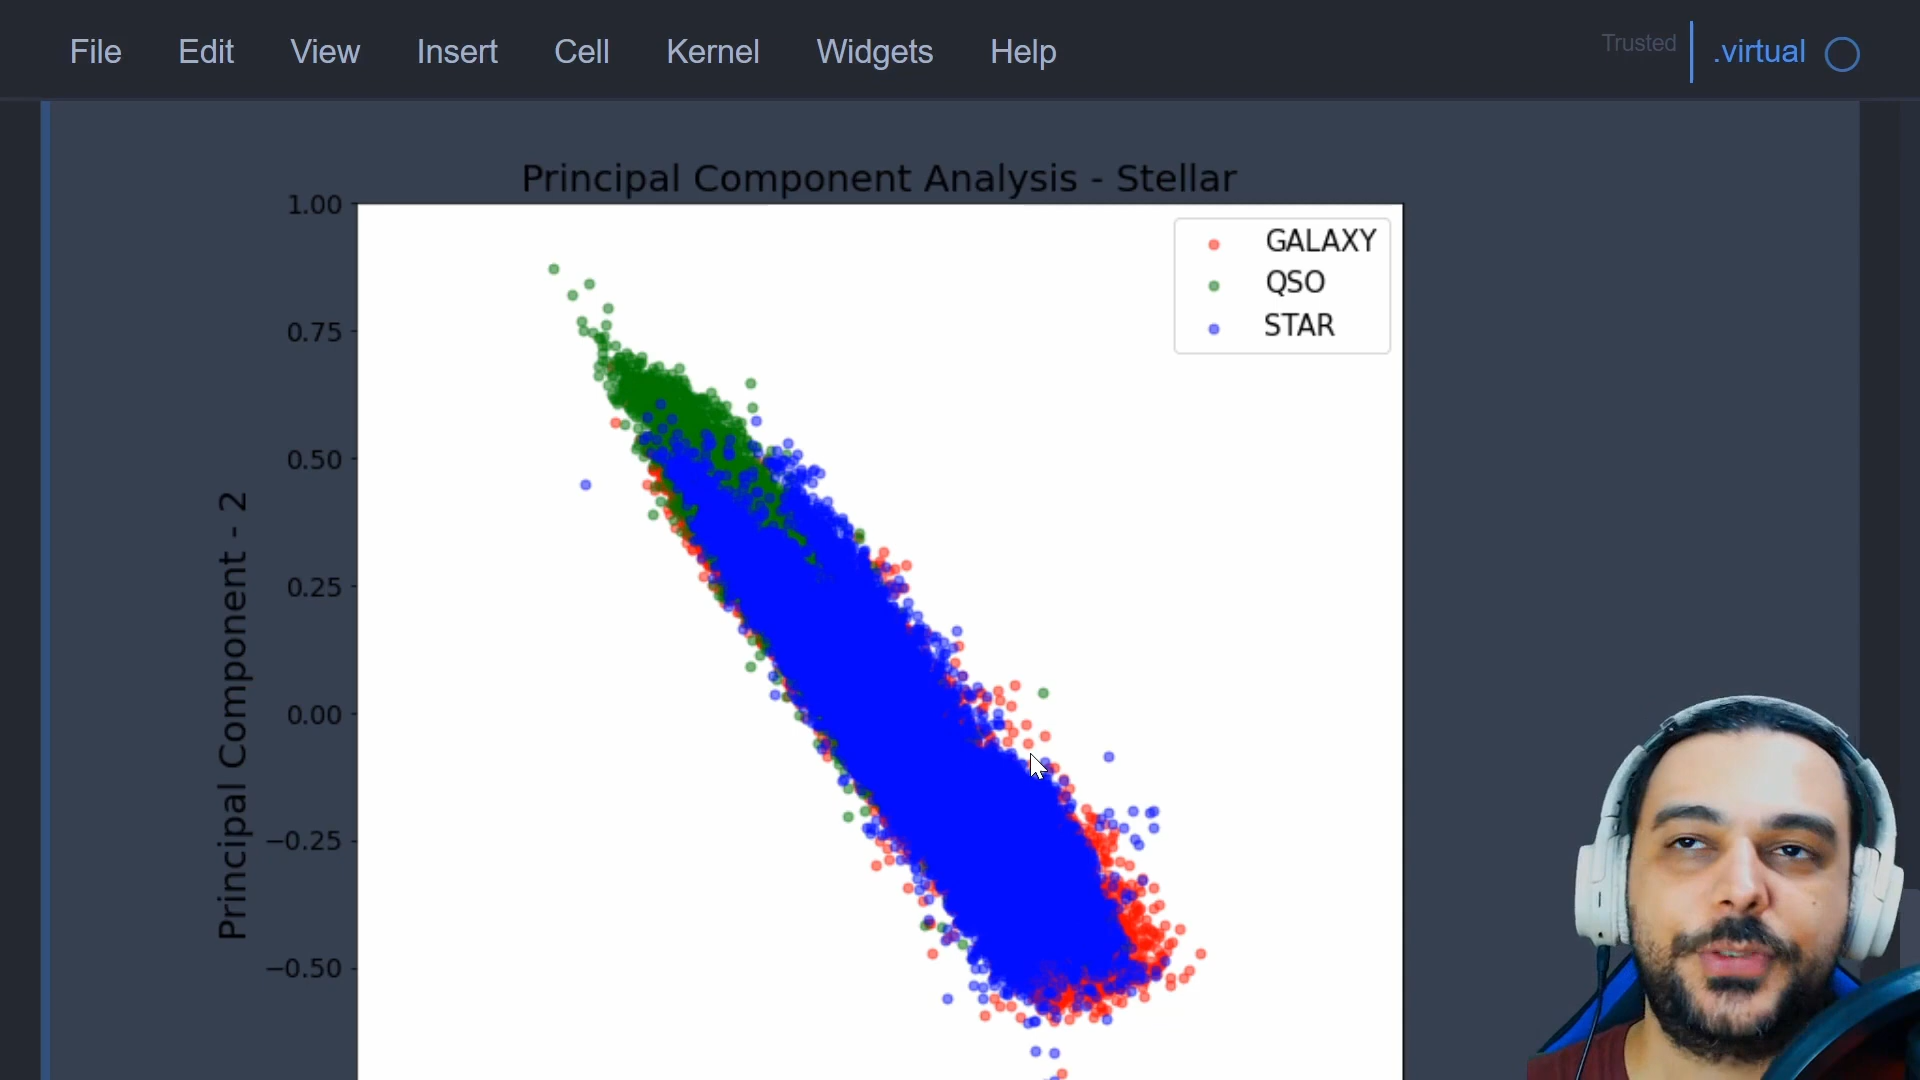 File Edit View Insert Cell Kernel Widgets Help Trusted .virtual
Principal Component Analysis - Stellar
1.00
0.75
0.50
0.25
0.00
−0.25
−0.50
Principal Component - 2
GALAXY
QSO
STAR